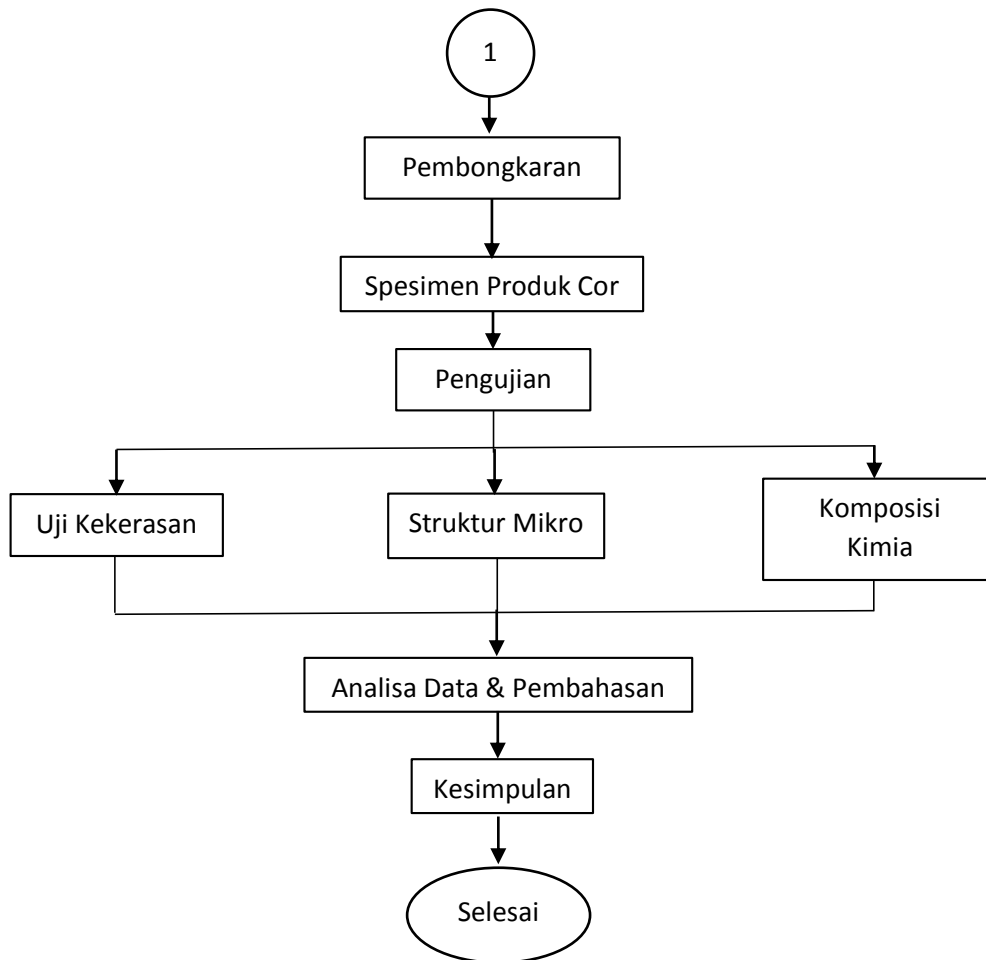 1
Pembongkaran
Spesimen Produk Cor
Pengujian
Uji Kekerasan
Struktur Mikro
Komposisi
Kimia
Analisa Data & Pembahasan
Kesimpulan
Selesai